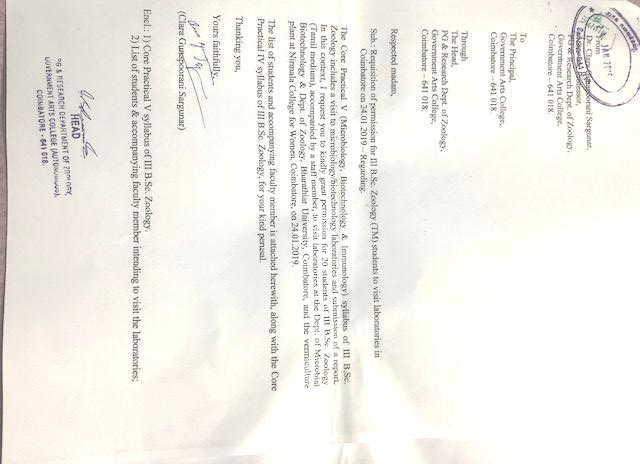 From
Sargunar,
Professor,
PG & Research Dept. of Zoology,
Government Arts College,
Coimbatore – 641 018.
To
The Principal,
Government Arts College,
Coimbatore – 641 018.
Through
The Head,
PG & Research Dept. of Zoology,
Government Arts College,
Coimbatore – 641 018.
Respected madam,
Sub.: Requisition of permission for III B.Sc. Zoology (TM) students to visit laboratories in
Coimbatore on 24.01.2019 – Regarding.
The Core Practical V (Microbiology, Biotechnology & Immunology) syllabus of III B.Sc.
Zoology includes a visit to microbiology/biotechnology laboratories and submission of a report.
In this context, I request you to kindly grant permission for 20 students of III B.Sc. Zoology
(Tamil medium), accompanied by a staff member, to visit laboratories at the Dept. of Microbial
Biotechnology & Dept. of Zoology, Bharathiar University, Coimbatore, and the vermiculture
plant at Nirmala College for Women, Coimbatore, on 24.01.2019.
The list of students and accompanying faculty member is attached herewith, along with the Core
Practical IV syllabus of III B.Sc. Zoology, for your kind perusal.
Thanking you,
Yours faithfully,
(Clara Gnanpoorani Sargunar)
Encl.: 1) Core Practical V syllabus of III B.Sc. Zoology.
2) List of students & accompanying faculty member intending to visit the laboratories;
HEAD
PG & RESEARCH DEPARTMENT OF ZOOLOGY,
GOVERNMENT ARTS COLLEGE (AUTONOMOUS),
COIMBATORE - 641 018.